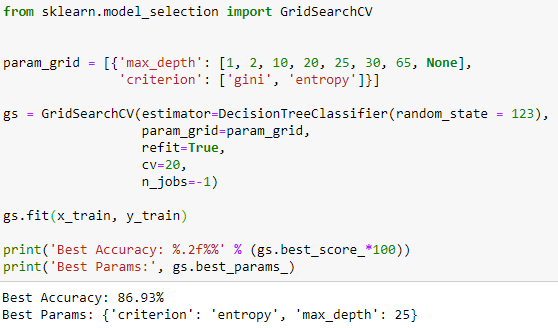 from sklearn.model_selection import GridSearchCV
param_grid = [{'max_depth': [1, 2, 10, 20, 25, 30, 65, None],
'criterion': ['gini', 'entropy']}]
gs = GridSearchCV(estimator=DecisionTreeClassifier(random_state = 123),
param_grid=param_grid,
refit=True,
cv=20,
n_jobs=-1)
gs.fit(x_train, y_train)
print('Best Accuracy: %.2f%%' % (gs.best_score_*100))
print('Best Params:', gs.best_params_)
Best Accuracy: 86.93%
Best Params: {'criterion': 'entropy', 'max_depth': 25}